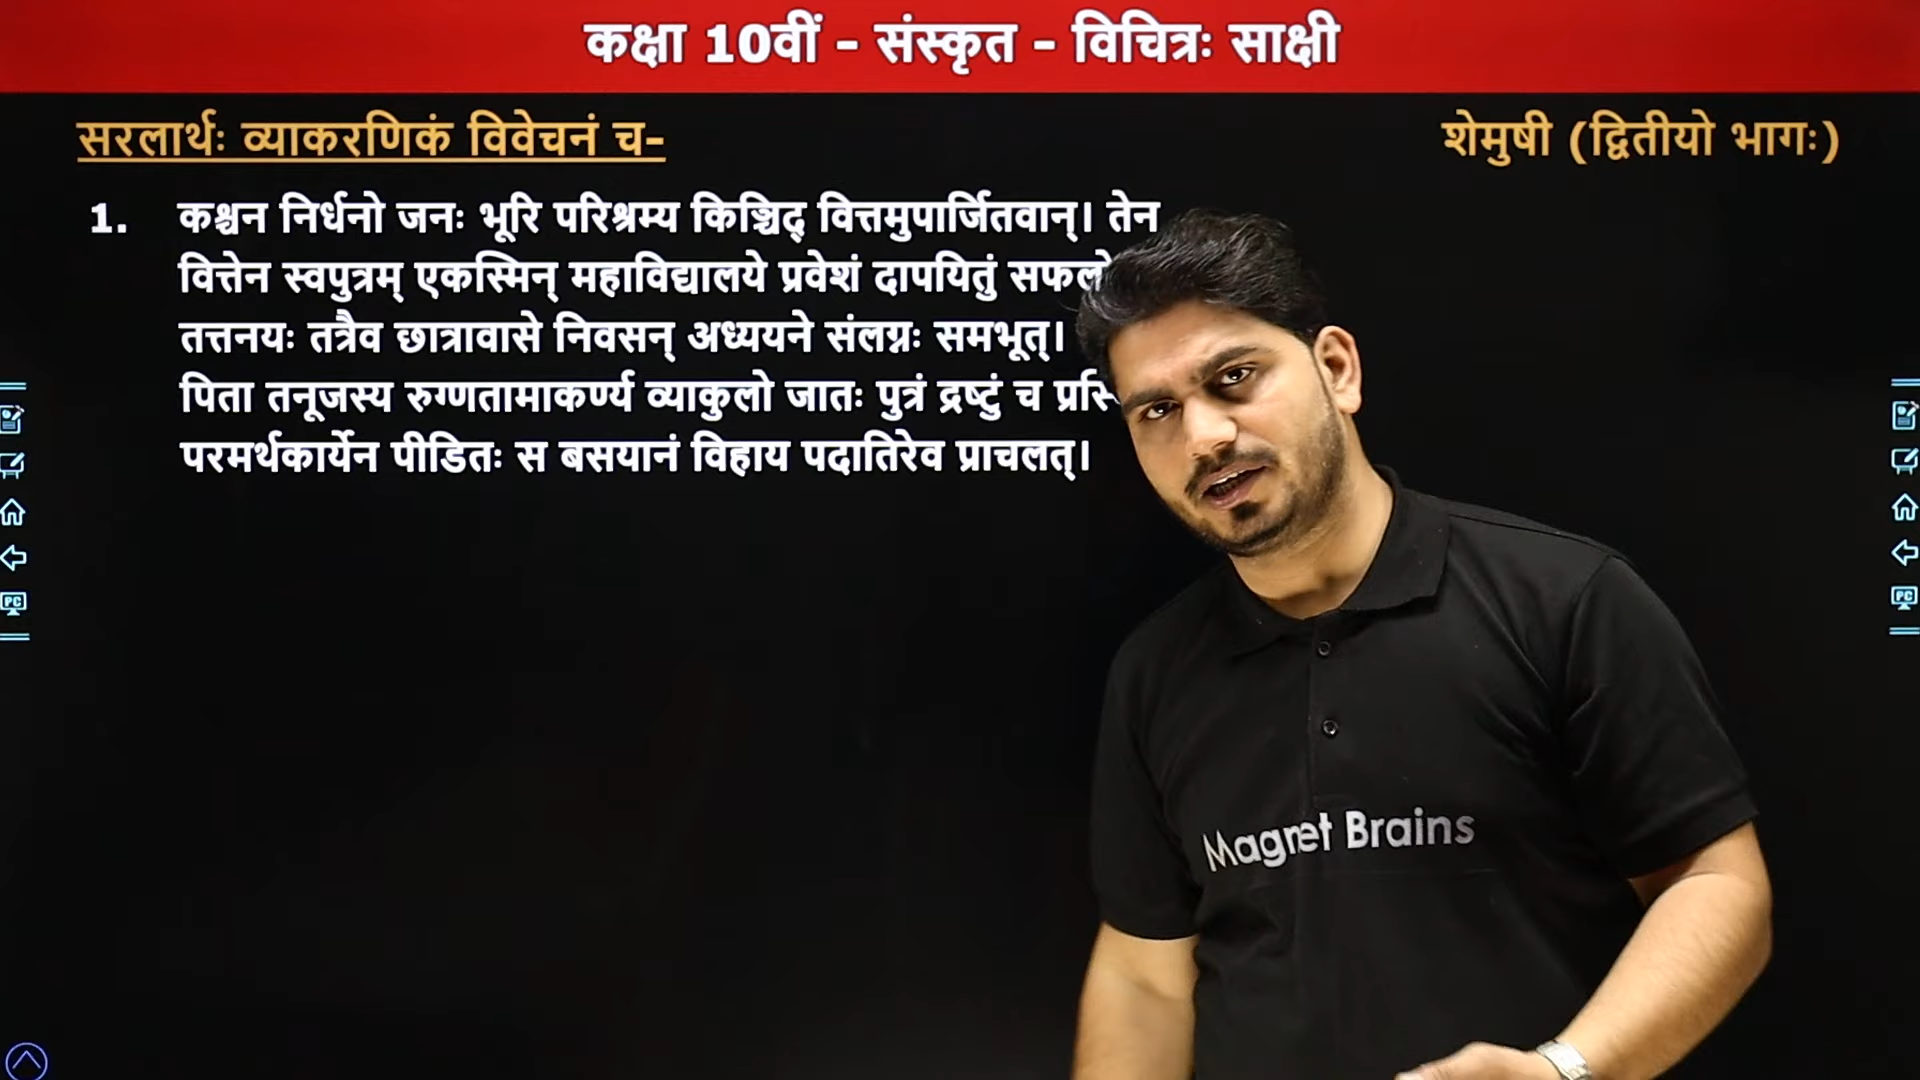 कक्षा 10वीं - संस्कृत - विचित्रः साक्षी
सरलार्थः व्याकरणिकं विवेचनं च-
शेमुषी (द्वितीयो भागः)
1. कश्चन निर्धनो जनः भूरि परिश्रम्य किञ्चिद् वित्तमुपार्जितवान्। तेन
वित्तेन स्वपुत्रम् एकस्मिन् महाविद्यालये प्रवेशं दापयितुं
तत्तनयः तत्रैव छात्रावासे निवसन् अध्ययने संलग्नः समभूत्।
पिता तनूजस्य रुग्णतामाकर्ण्य व्याकुलो जातः पुत्रं द्रष्टुं च
परमर्थकार्येन पीडितः स बसयानं विहाय पदातिरेव प्राचलत्।
Magnet Brains
PC
PC